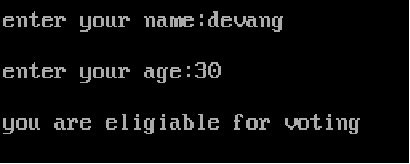 enter your name:devang
enter your age:30
you are eligiable for voting